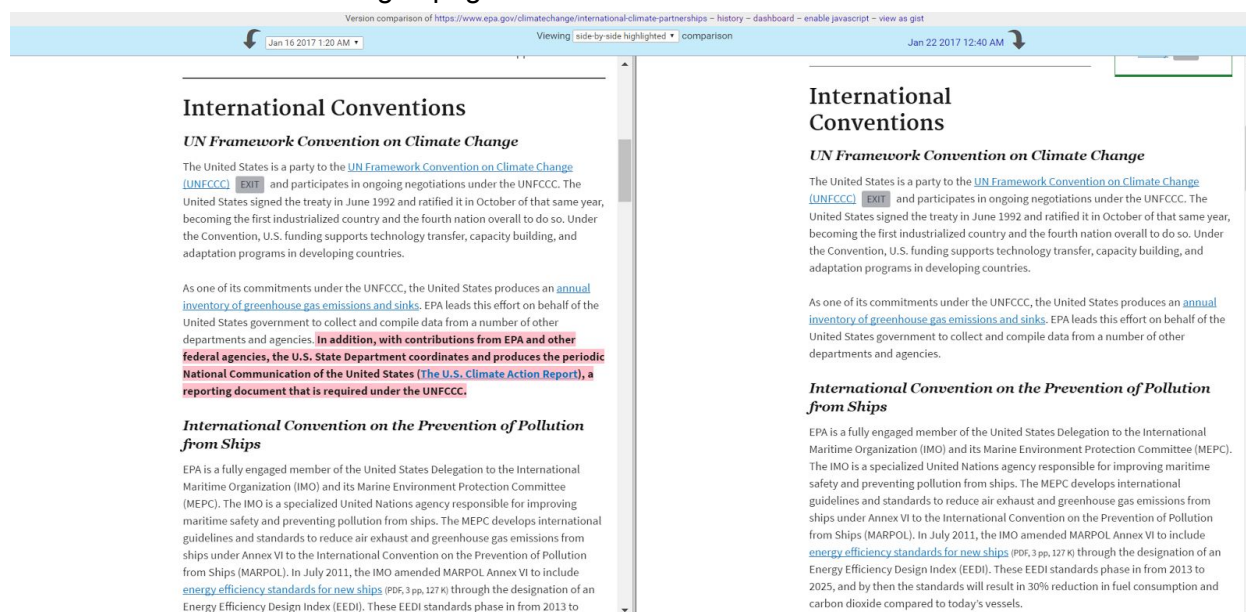 Version comparison of https://www.epa.gov/climatechange/international-climate-partnerships – history – dashboard – enable javascript – view as gist
Jan 16 2017 1:20 AM
Viewing side-by-side highlighted comparison
Jan 22 2017 12:40 AM
International Conventions
UN Framework Convention on Climate Change
The United States is a party to the UN Framework Convention on Climate Change
(UNFCCC) EXIT and participates in ongoing negotiations under the UNFCCC. The
United States signed the treaty in June 1992 and ratified it in October of that same year,
becoming the first industrialized country and the fourth nation overall to do so. Under
the Convention, U.S. funding supports technology transfer, capacity building, and
adaptation programs in developing countries.
As one of its commitments under the UNFCCC, the United States produces an annual
inventory of greenhouse gas emissions and sinks. EPA leads this effort on behalf of the
United States government to collect and compile data from a number of other
departments and agencies. In addition, with contributions from EPA and other
federal agencies, the U.S. State Department coordinates and produces the periodic
National Communication of the United States (The U.S. Climate Action Report), a
reporting document that is required under the UNFCCC.
International Convention on the Prevention of Pollution
from Ships
EPA is a fully engaged member of the United States Delegation to the International
Maritime Organization (IMO) and its Marine Environment Protection Committee
(MEPC). The IMO is a specialized United Nations agency responsible for improving
maritime safety and preventing pollution from ships. The MEPC develops international
guidelines and standards to reduce air exhaust and greenhouse gas emissions from
ships under Annex VI to the International Convention on the Prevention of Pollution
from Ships (MARPOL). In July 2011, the IMO amended MARPOL Annex VI to include
energy efficiency standards for new ships (PDF, 3 pp, 127 K) through the designation of an
Energy Efficiency Design Index (EEDI). These EEDI standards phase in from 2013 to
International
Conventions
UN Framework Convention on Climate Change
The United States is a party to the UN Framework Convention on Climate Change
(UNFCCC) EXIT and participates in ongoing negotiations under the UNFCCC. The
United States signed the treaty in June 1992 and ratified it in October of that same year,
becoming the first industrialized country and the fourth nation overall to do so. Under
the Convention, U.S. funding supports technology transfer, capacity building, and
adaptation programs in developing countries.
As one of its commitments under the UNFCCC, the United States produces an annual
inventory of greenhouse gas emissions and sinks. EPA leads this effort on behalf of the
United States government to collect and compile data from a number of other
departments and agencies.
International Convention on the Prevention of Pollution
from Ships
EPA is a fully engaged member of the United States Delegation to the International
Maritime Organization (IMO) and its Marine Environment Protection Committee (MEPC).
The IMO is a specialized United Nations agency responsible for improving maritime
safety and preventing pollution from ships. The MEPC develops international
guidelines and standards to reduce air exhaust and greenhouse gas emissions from
ships under Annex VI to the International Convention on the Prevention of Pollution
from Ships (MARPOL). In July 2011, the IMO amended MARPOL Annex VI to include
energy efficiency standards for new ships (PDF, 3 pp, 127 K) through the designation of an
Energy Efficiency Design Index (EEDI). These EEDI standards phase in from 2013 to
2025, and by then the standards will result in 30% reduction in fuel consumption and
carbon dioxide compared to today's vessels.